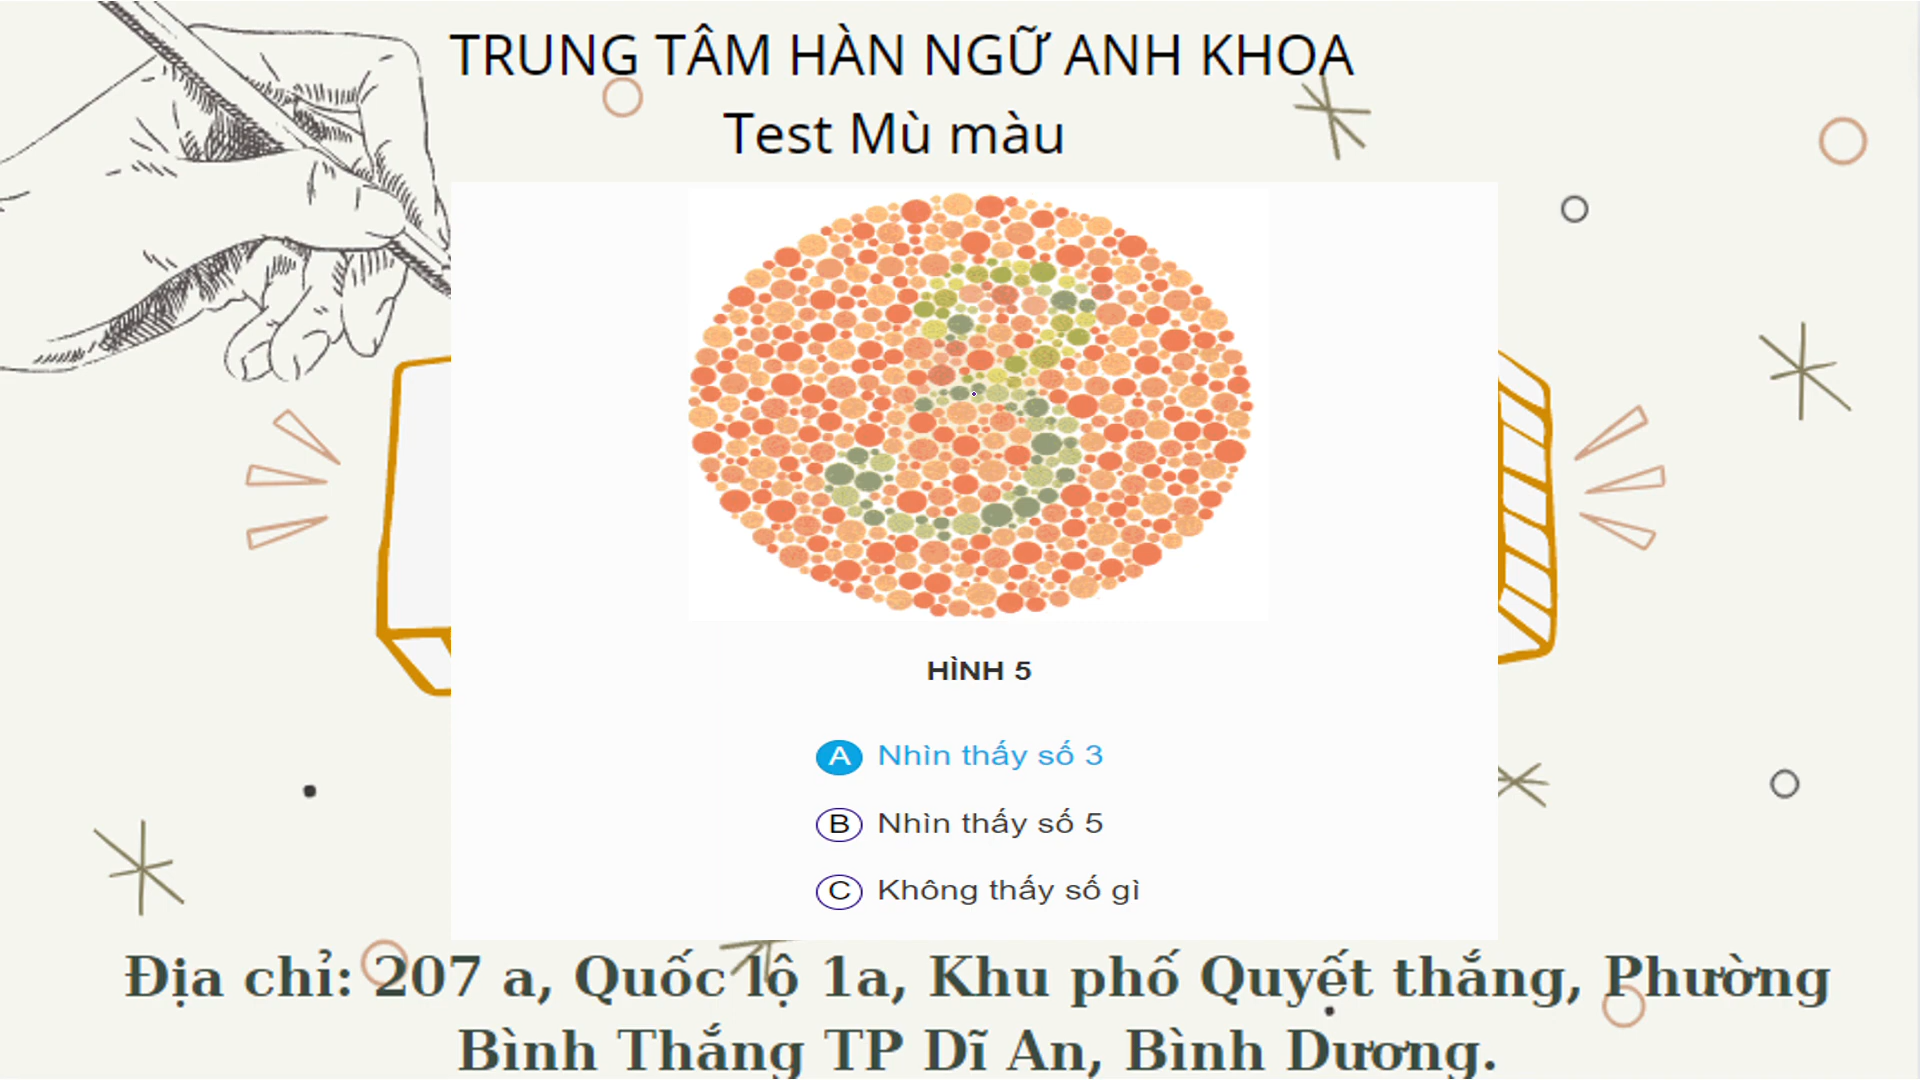 TRUNG TÂM HÀN NGỮ ANH KHOA
Test Mù màu
3
HÌNH 5
A Nhìn thấy số 3
B Nhìn thấy số 5
C Không thấy số gì
Địa chỉ: 207 a, Quốc lộ 1a, Khu phố Quyết thắng, Phường
Bình Thắng TP Dĩ An, Bình Dương.